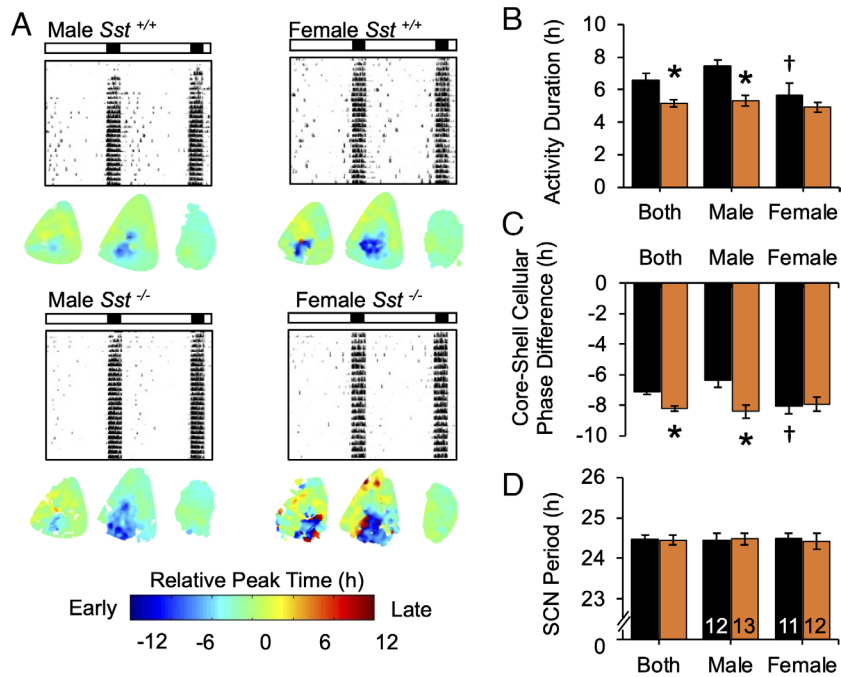 A
Male Sst +/+
Female Sst +/+
Male Sst -/-
Female Sst -/-
Relative Peak Time (h)
Early
Late
-12 -6 0 6 12
B
Activity Duration (h)
10
8
6
4
2
0
*
*
†
Both Male Female
C
Both Male Female
Core-Shell Cellular
Phase Difference (h)
0
-2
-4
-6
-8
-10
*
*
†
D
SCN Period (h)
26
25
24
23
0
12 13 11 12
Both Male Female